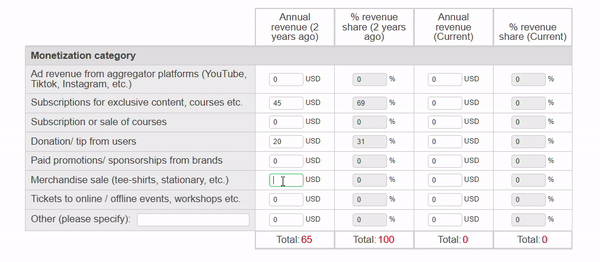 Annual revenue (2 years ago) % revenue share (2 years ago) Annual revenue (Current) % revenue share (Current)
Monetization category
Ad revenue from aggregator platforms (YouTube, Tiktok, Instagram, etc.) 0 USD 0 % 0 USD 0 %
Subscriptions for exclusive content, courses etc. 45 USD 69 % 0 USD 0 %
Subscription or sale of courses 0 USD 0 % 0 USD 0 %
Donation/ tip from users 20 USD 31 % 0 USD 0 %
Paid promotions/ sponsorships from brands 0 USD 0 % 0 USD 0 %
Merchandise sale (tee-shirts, stationary, etc.) USD 0 % 0 USD 0 %
Tickets to online / offline events, workshops etc. 0 USD 0 % 0 USD 0 %
Other (please specify): 0 USD 0 % 0 USD 0 %
Total: 65 Total: 100 Total: 0 Total: 0